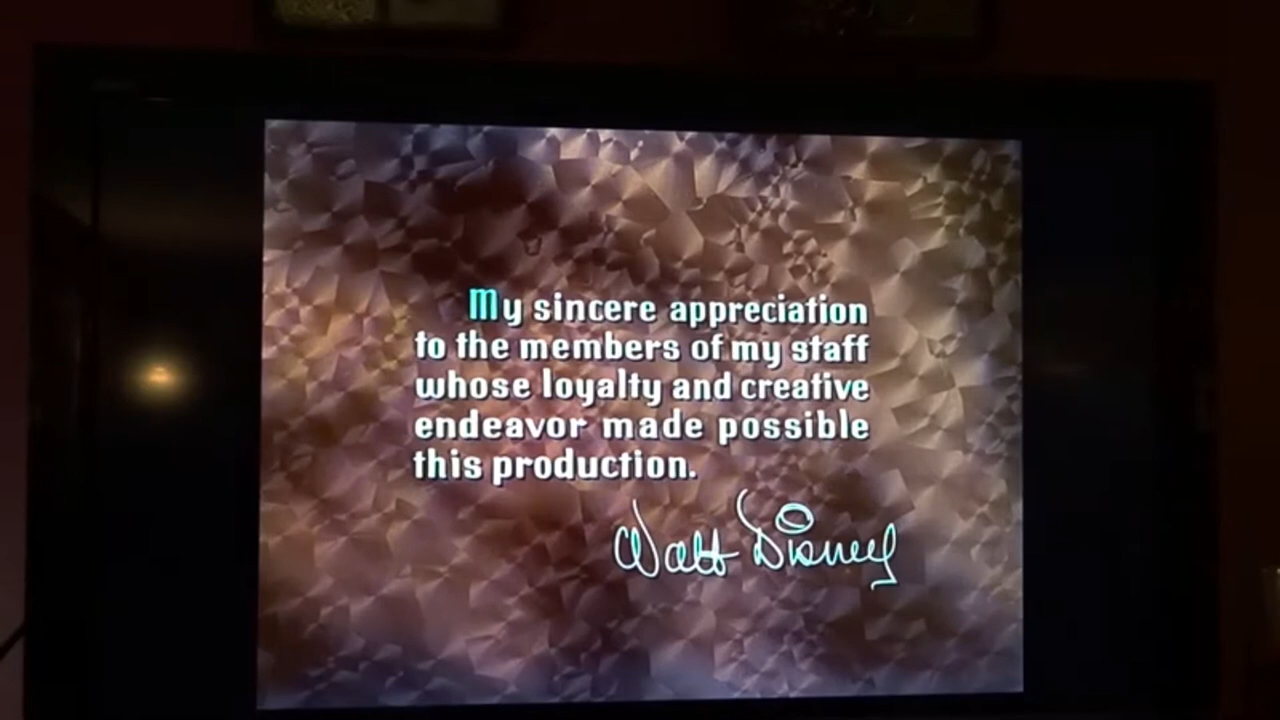 My sincere appreciation
to the members of my staff
whose loyalty and creative
endeavor made possible
this production.
Walt Disney